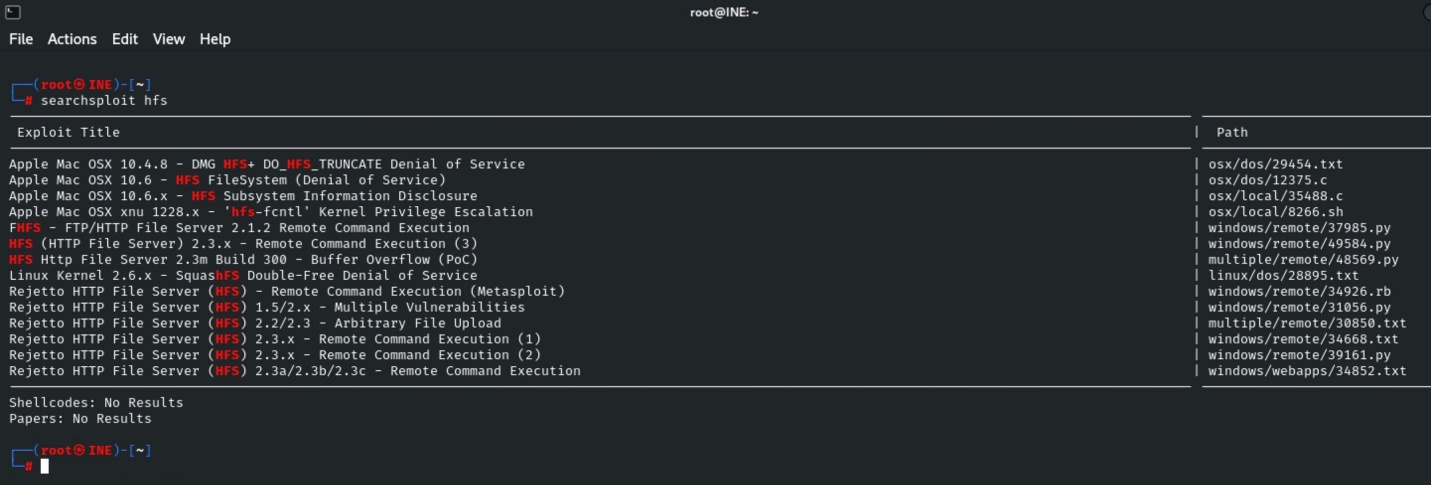 root@INE: ~
File Actions Edit View Help
┌──(root㉿INE)-[~]
└─# searchsploit hfs
Exploit Title | Path
Apple Mac OSX 10.4.8 - DMG HFS+ DO_HFS_TRUNCATE Denial of Service | osx/dos/29454.txt
Apple Mac OSX 10.6 - HFS FileSystem (Denial of Service) | osx/dos/12375.c
Apple Mac OSX 10.6.x - HFS Subsystem Information Disclosure | osx/local/35488.c
Apple Mac OSX xnu 1228.x - 'hfs-fcntl' Kernel Privilege Escalation | osx/local/8266.sh
FHFS - FTP/HTTP File Server 2.1.2 Remote Command Execution | windows/remote/37985.py
HFS (HTTP File Server) 2.3.x - Remote Command Execution (3) | windows/remote/49584.py
HFS Http File Server 2.3m Build 300 - Buffer Overflow (PoC) | multiple/remote/48569.py
Linux Kernel 2.6.x - SquashFS Double-Free Denial of Service | linux/dos/28895.txt
Rejetto HTTP File Server (HFS) - Remote Command Execution (Metasploit) | windows/remote/34926.rb
Rejetto HTTP File Server (HFS) 1.5/2.x - Multiple Vulnerabilities | windows/remote/31056.py
Rejetto HTTP File Server (HFS) 2.2/2.3 - Arbitrary File Upload | multiple/remote/30850.txt
Rejetto HTTP File Server (HFS) 2.3.x - Remote Command Execution (1) | windows/remote/34668.txt
Rejetto HTTP File Server (HFS) 2.3.x - Remote Command Execution (2) | windows/remote/39161.py
Rejetto HTTP File Server (HFS) 2.3a/2.3b/2.3c - Remote Command Execution | windows/webapps/34852.txt
Shellcodes: No Results
Papers: No Results
┌──(root㉿INE)-[~]
└─#